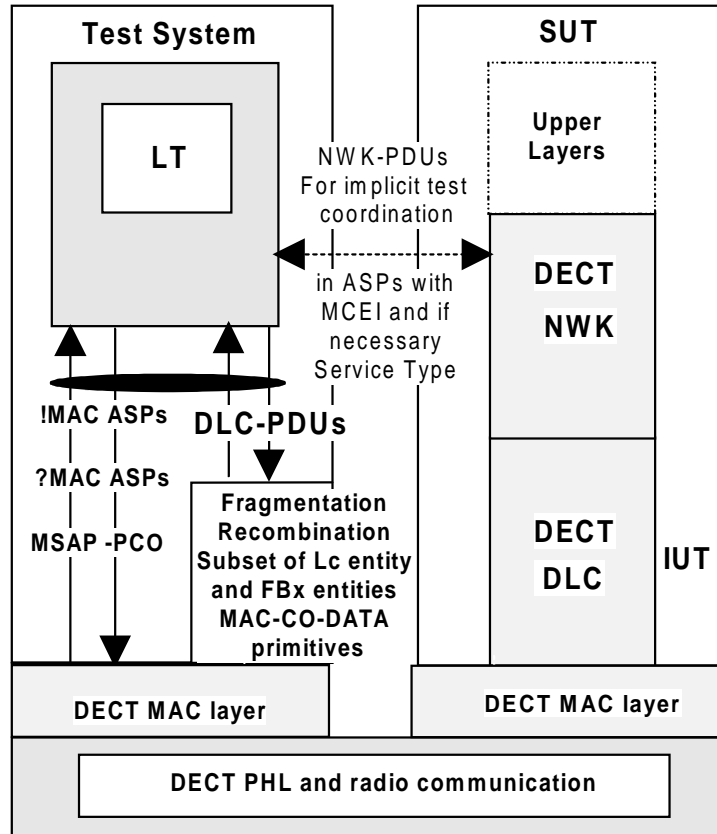 Test System
LT
!MAC ASPs
?MAC ASPs
MSAP -PCO
DLC-PDUs
Fragmentation
Recombination
Subset of Lc entity
and FBx entities
MAC-CO-DATA
primitives
DECT MAC layer
NWK-PDUs
For implicit test
coordination
in ASPs with
MCEI and if
necessary
Service Type
SUT
Upper
Layers
DECT
NWK
DECT
DLC
IUT
DECT MAC layer
DECT PHL and radio communication